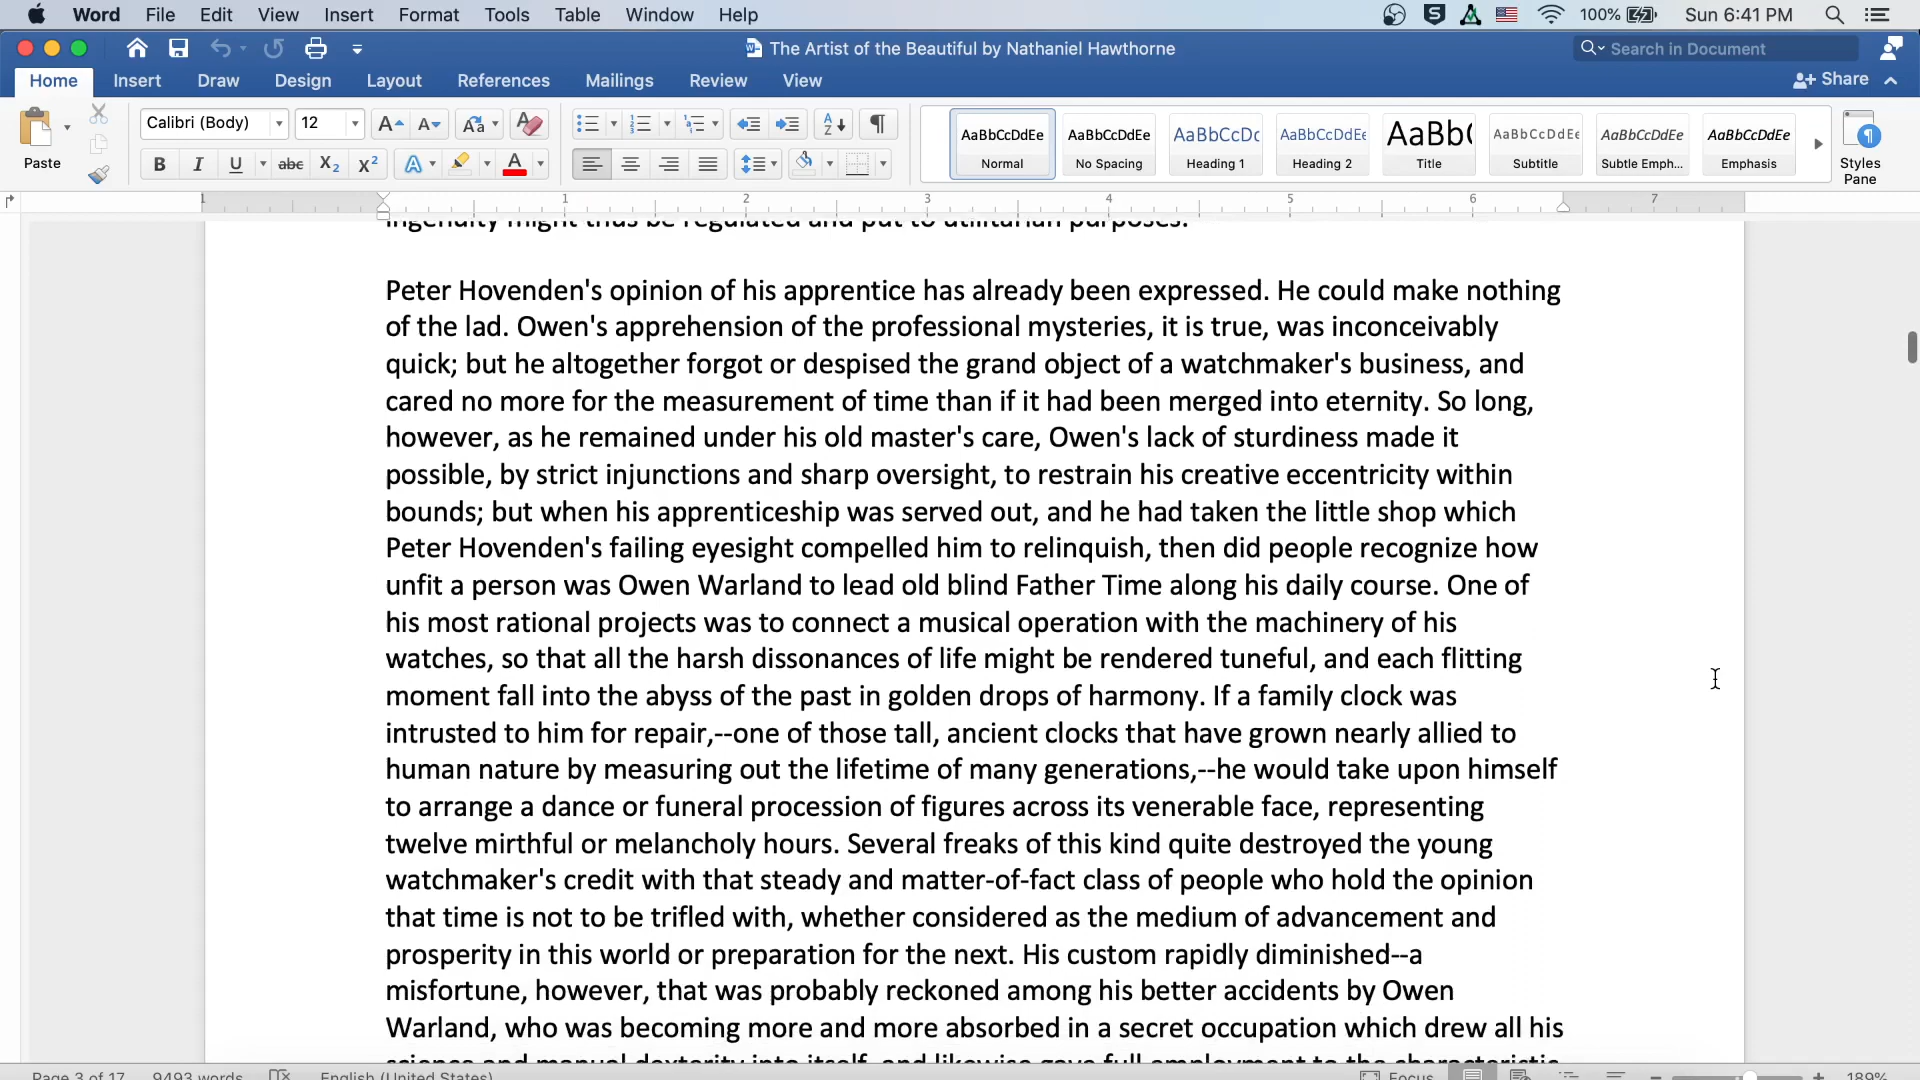 Word File Edit View Insert Format Tools Table Window Help 100% Sun 6:41 PM
The Artist of the Beautiful by Nathaniel Hawthorne Search in Document
Home Insert Draw Design Layout References Mailings Review View Share
Paste Calibri (Body) 12
AaBbCcDdEe AaBbCcDdEe AaBbCcDc AaBbCcDdEe AaBb( AaBbCcDdEe AaBbCcDdEe AaBbCcDdEe
Normal No Spacing Heading 1 Heading 2 Title Subtitle Subtle Emph... Emphasis Styles Pane
1 1 2 3 4 5 6 7
ingenuity might thus be regulated and put to utilitarian purposes.
Peter Hovenden's opinion of his apprentice has already been expressed. He could make nothing
of the lad. Owen's apprehension of the professional mysteries, it is true, was inconceivably
quick; but he altogether forgot or despised the grand object of a watchmaker's business, and
cared no more for the measurement of time than if it had been merged into eternity. So long,
however, as he remained under his old master's care, Owen's lack of sturdiness made it
possible, by strict injunctions and sharp oversight, to restrain his creative eccentricity within
bounds; but when his apprenticeship was served out, and he had taken the little shop which
Peter Hovenden's failing eyesight compelled him to relinquish, then did people recognize how
unfit a person was Owen Warland to lead old blind Father Time along his daily course. One of
his most rational projects was to connect a musical operation with the machinery of his
watches, so that all the harsh dissonances of life might be rendered tuneful, and each flitting
moment fall into the abyss of the past in golden drops of harmony. If a family clock was
intrusted to him for repair,--one of those tall, ancient clocks that have grown nearly allied to
human nature by measuring out the lifetime of many generations,--he would take upon himself
to arrange a dance or funeral procession of figures across its venerable face, representing
twelve mirthful or melancholy hours. Several freaks of this kind quite destroyed the young
watchmaker's credit with that steady and matter-of-fact class of people who hold the opinion
that time is not to be trifled with, whether considered as the medium of advancement and
prosperity in this world or preparation for the next. His custom rapidly diminished--a
misfortune, however, that was probably reckoned among his better accidents by Owen
Warland, who was becoming more and more absorbed in a secret occupation which drew all his
science and manual dexterity into itself, and likewise gave full employment to the characteristic
Page 3 of 17 9493 words English (United States) Focus 189%